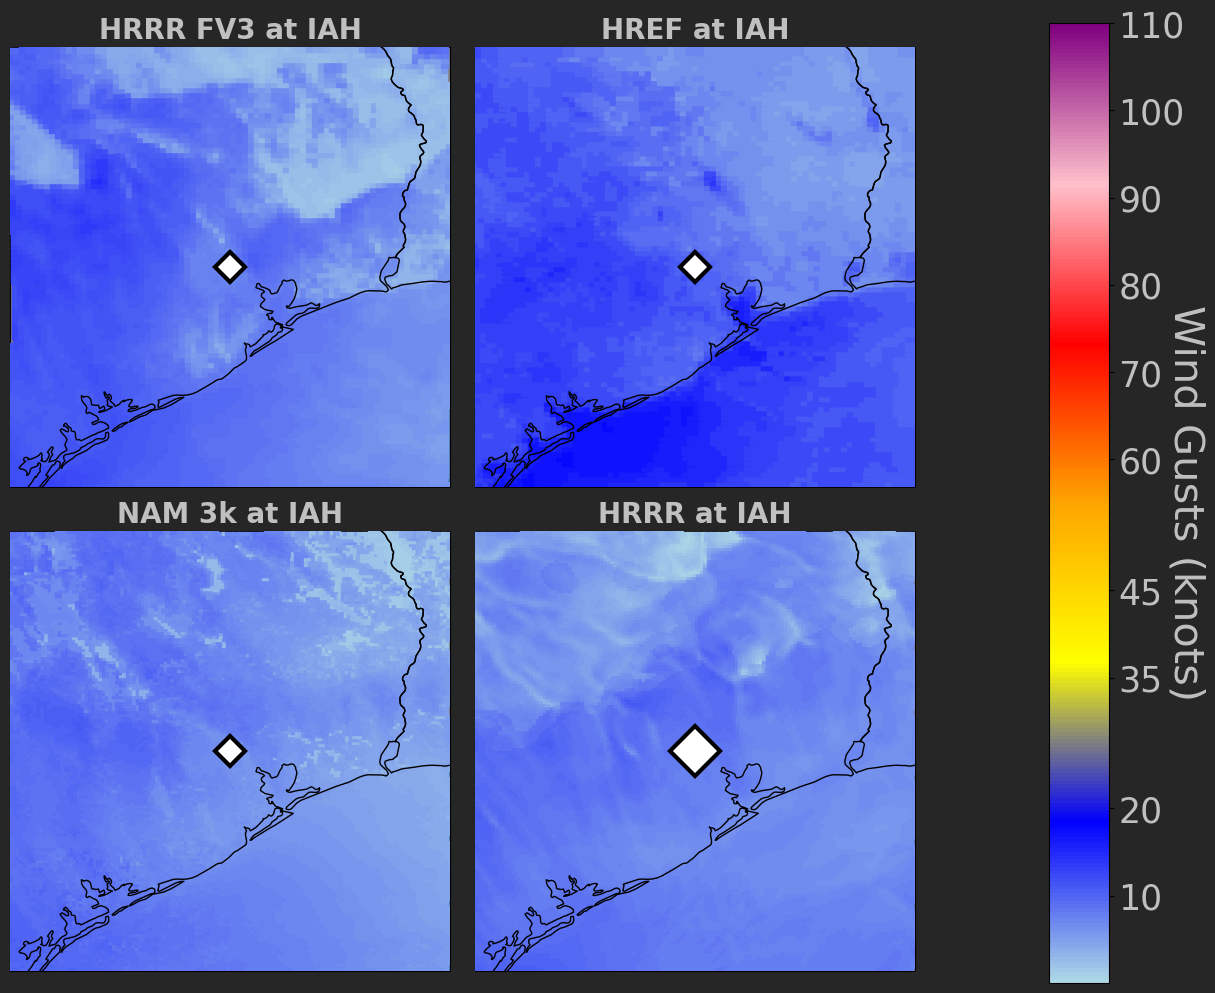 HRRR FV3 at IAH
HREF at IAH
NAM 3k at IAH
HRRR at IAH
110
100
90
80
70
60
45
35
20
10
Wind Gusts (knots)